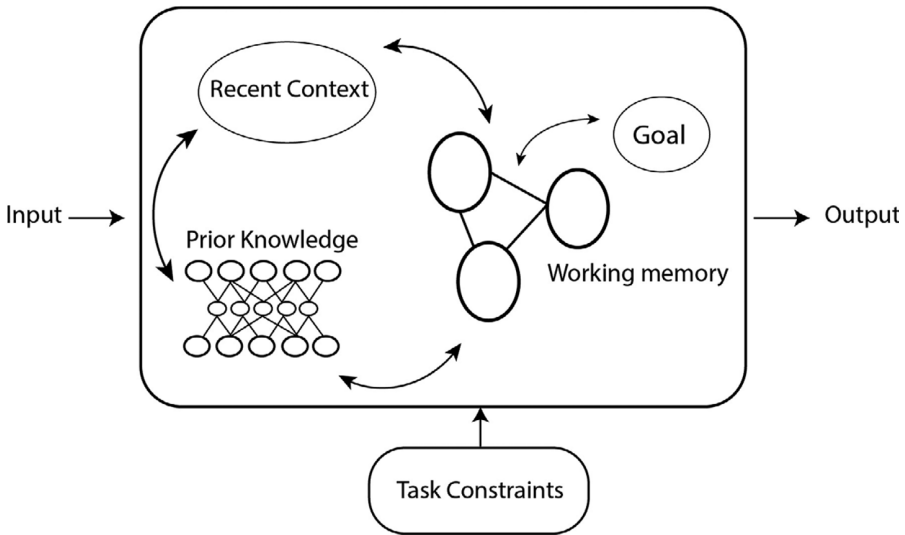 Recent Context
Goal
Input
Output
Prior Knowledge
Working memory
Task Constraints